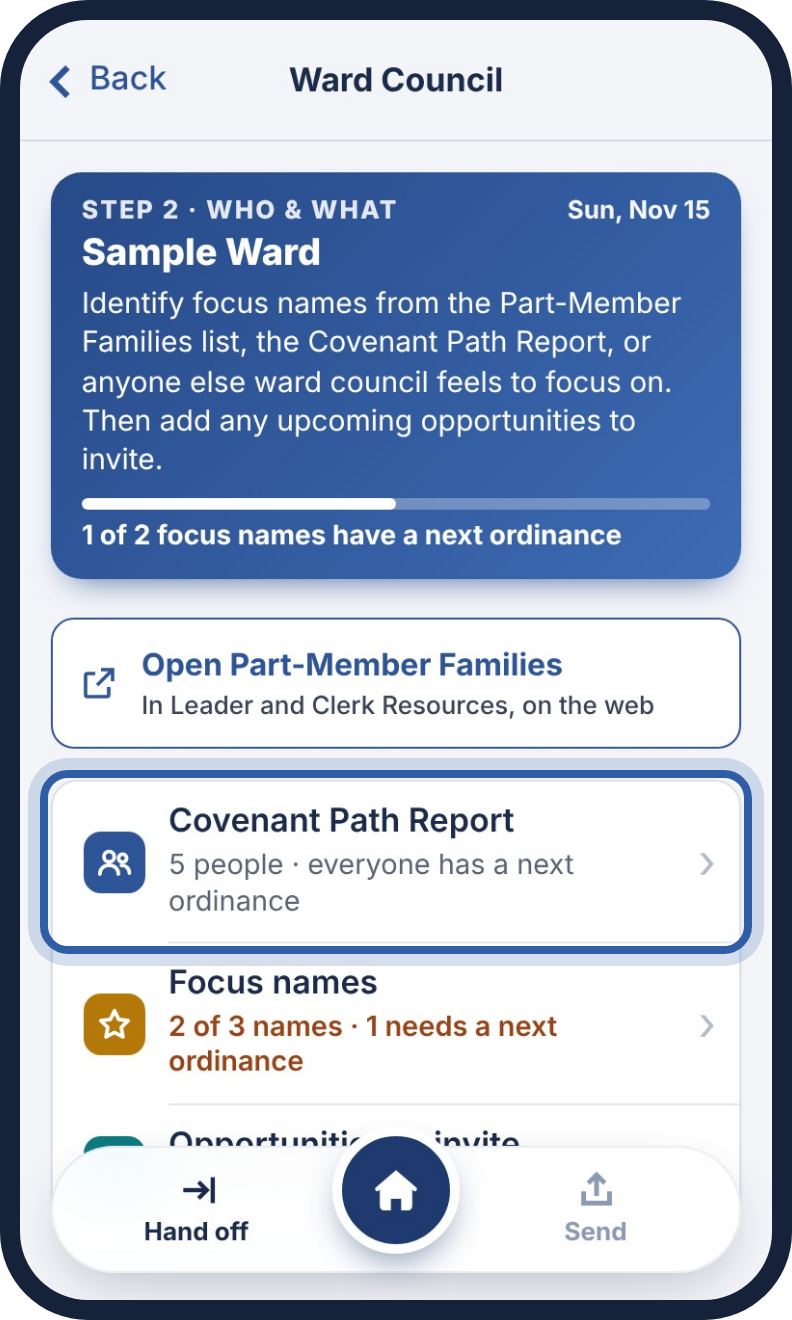 Back
Ward Council
STEP 2 · WHO & WHAT
Sun, Nov 15
Sample Ward
Identify focus names from the Part-Member
Families list, the Covenant Path Report, or
anyone else ward council feels to focus on.
Then add any upcoming opportunities to
invite.
1 of 2 focus names have a next ordinance
Open Part-Member Families
In Leader and Clerk Resources, on the web
Covenant Path Report
5 people · everyone has a next
ordinance
Focus names
2 of 3 names · 1 needs a next
ordinance
invite
Hand off
Send